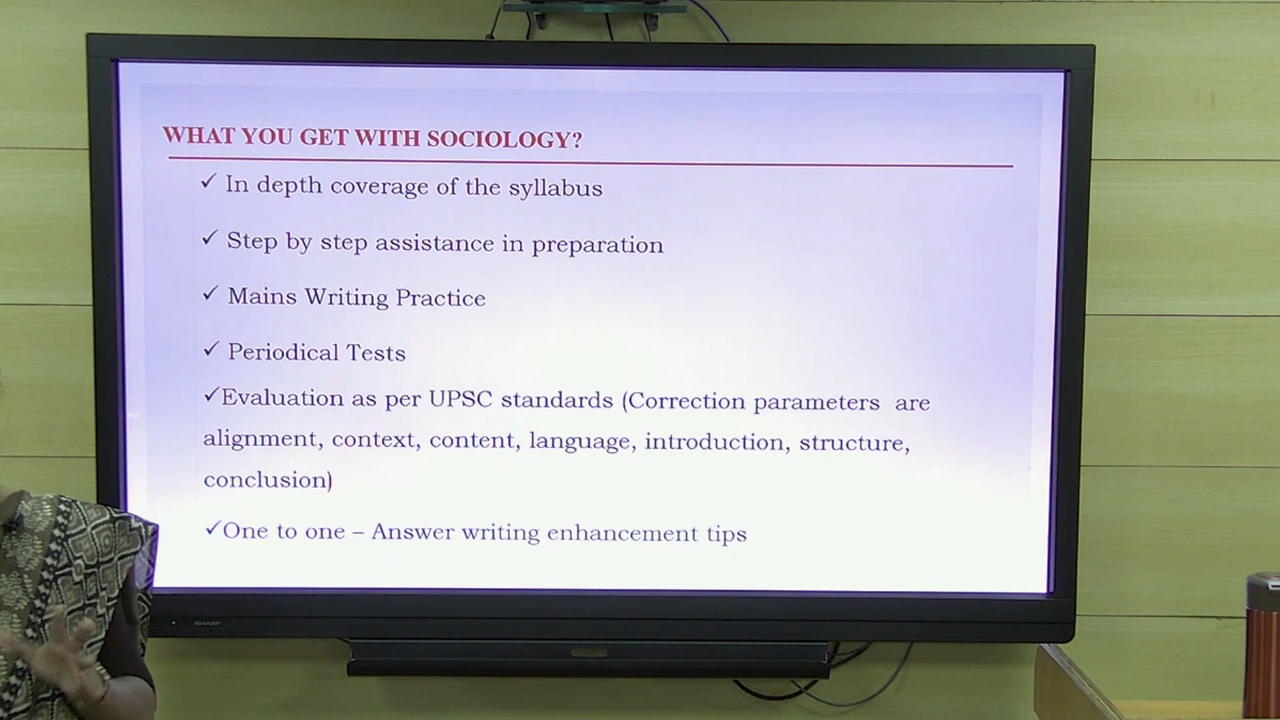 WHAT YOU GET WITH SOCIOLOGY?
✓ In depth coverage of the syllabus
✓ Step by step assistance in preparation
✓ Mains Writing Practice
✓ Periodical Tests
✓Evaluation as per UPSC standards (Correction parameters are
alignment, context, content, language, introduction, structure,
conclusion)
✓One to one – Answer writing enhancement tips
SHARP